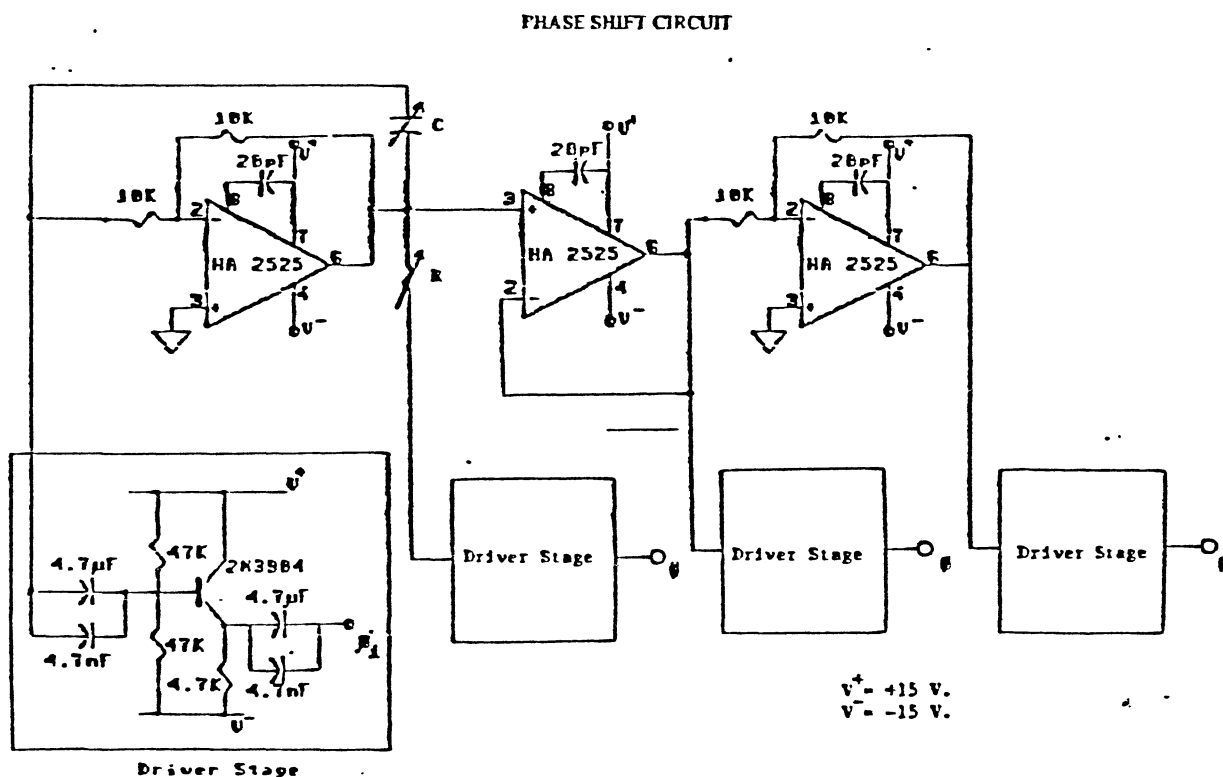 PHASE SHIFT CIRCUIT
10K
C
V+
20pF
8
10K
2
-
7
HA 2525
6
3
+
4
V-
R
V+
20pF
8
3
+
7
HA 2525
6
2
-
4
V-
10K
V+
20pF
8
10K
2
-
7
HA 2525
6
3
+
4
V-
V+
47K
4.7µF
2N3904
4.7µF
4.7nF
47K
4.7K
4.7nF
V-
Driver Stage
Driver Stage
Driver Stage
Driver Stage
V+= +15 V.
V-= -15 V.